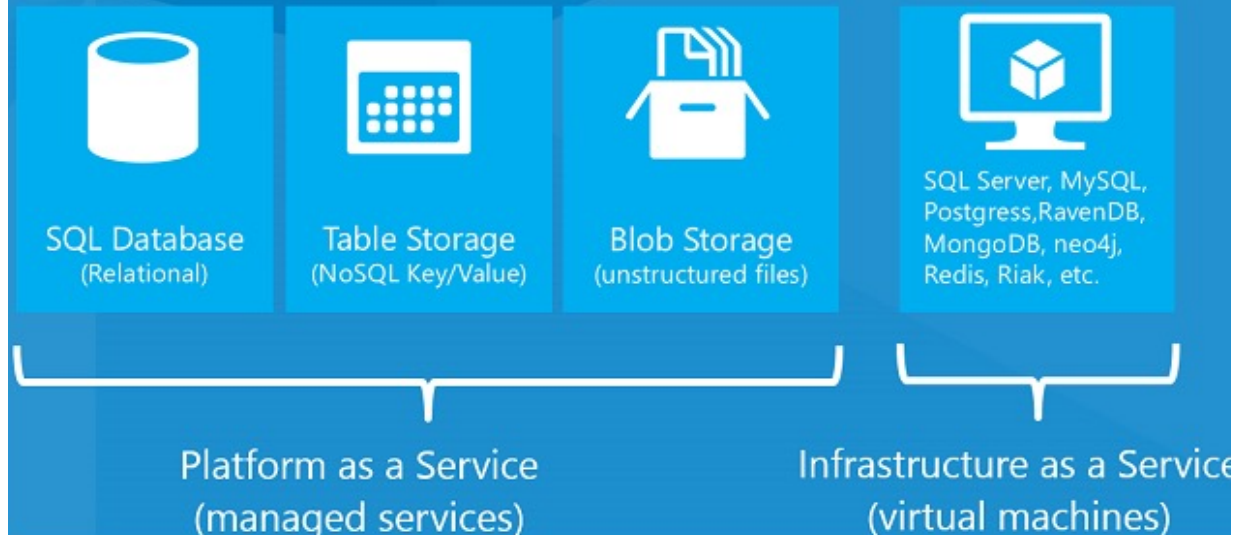 SQL Database
(Relational)
Table Storage
(NoSQL Key/Value)
Blob Storage
(unstructured files)
SQL Server, MySQL,
Postgress,RavenDB,
MongoDB, neo4j,
Redis, Riak, etc.
Platform as a Service
(managed services)
Infrastructure as a Service
(virtual machines)